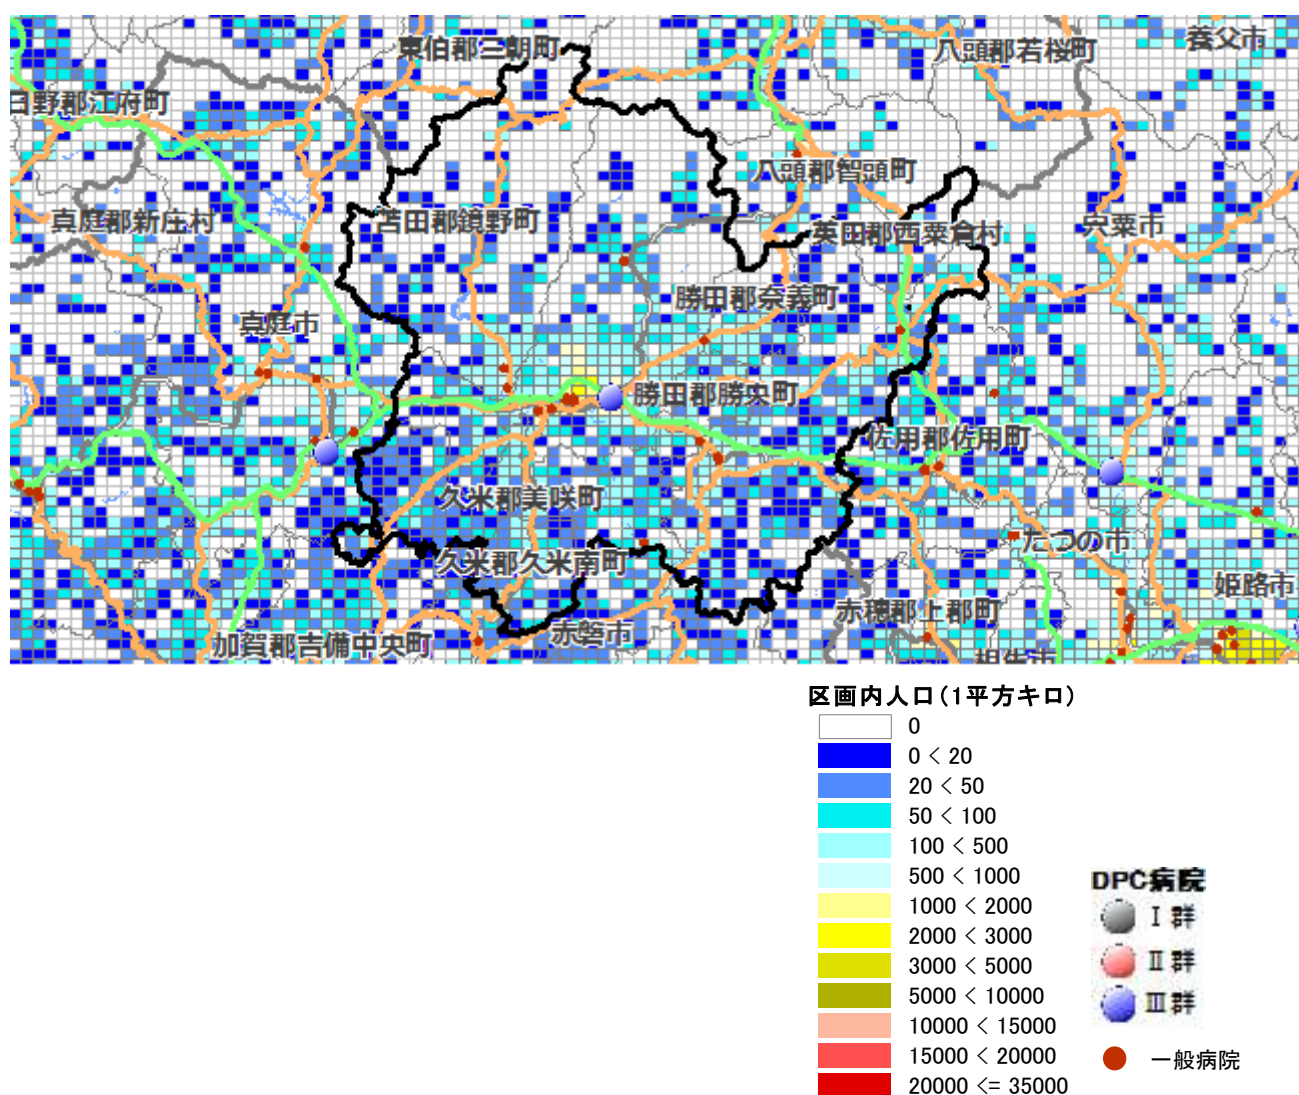 東伯郡三朝町
八頭郡若桜町
養父市
日野郡江府町
八頭郡智頭町
真庭郡新庄村
苫田郡鏡野町
英田郡西粟倉村
宍粟市
勝田郡奈義町
真庭市
勝田郡勝央町
佐用郡佐用町
久米郡美咲町
たつの市
久米郡久米南町
姫路市
赤穂郡上郡町
赤磐市
加賀郡吉備中央町
相生市
区画内人口(1平方キロ)
0
0 < 20
20 < 50
50 < 100
100 < 500
500 < 1000
1000 < 2000
2000 < 3000
3000 < 5000
5000 < 10000
10000 < 15000
15000 < 20000
20000 <= 35000
DPC病院
Ⅰ群
Ⅱ群
Ⅲ群
一般病院